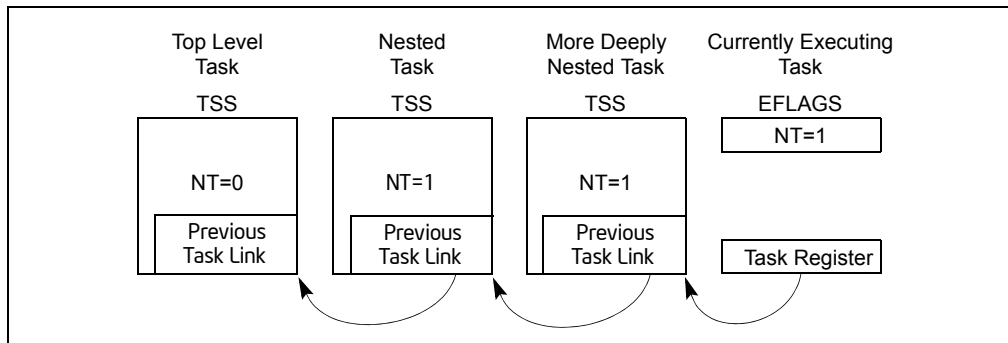 Top Level
Task
TSS
NT=0
Previous
Task Link
Nested
Task
TSS
NT=1
Previous
Task Link
More Deeply
Nested Task
TSS
NT=1
Previous
Task Link
Currently Executing
Task
EFLAGS
NT=1
Task Register